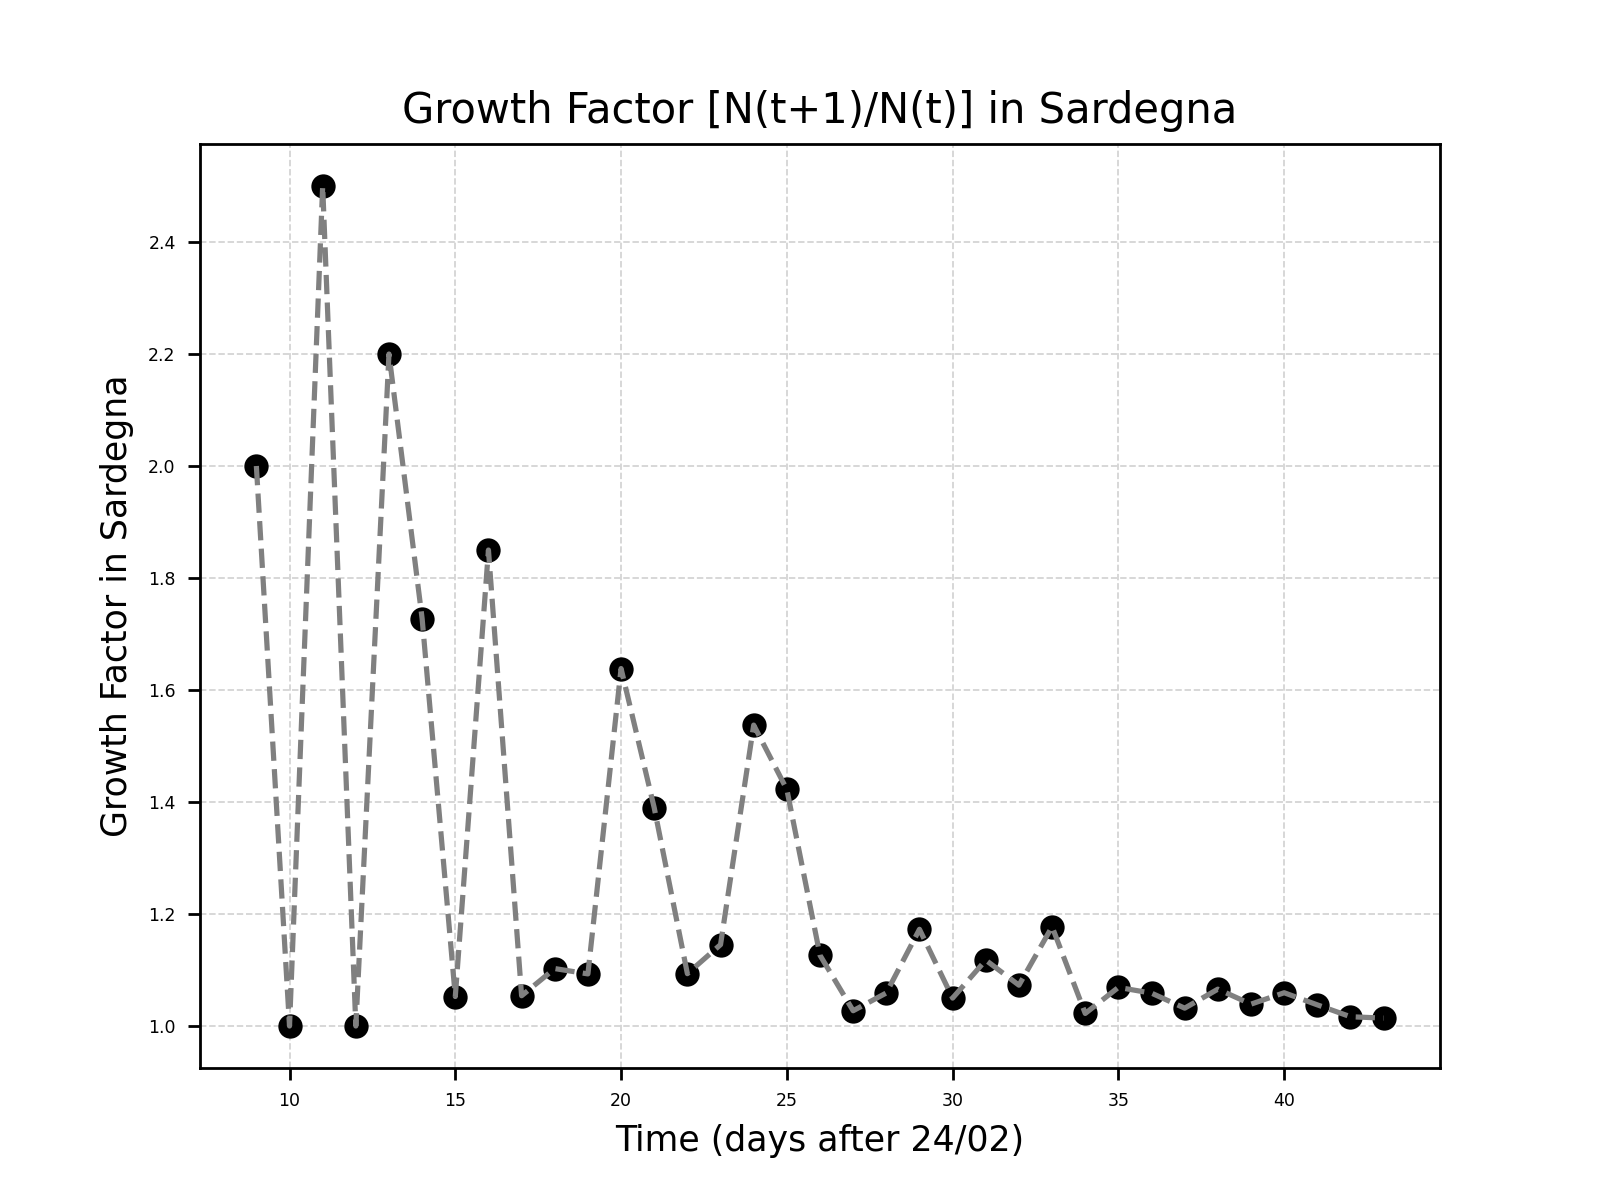 Growth Factor [N(t+1)/N(t)] in Sardegna
Growth Factor in Sardegna
2.4
2.2
2.0
1.8
1.6
1.4
1.2
1.0
10 15 20 25 30 35 40
Time (days after 24/02)